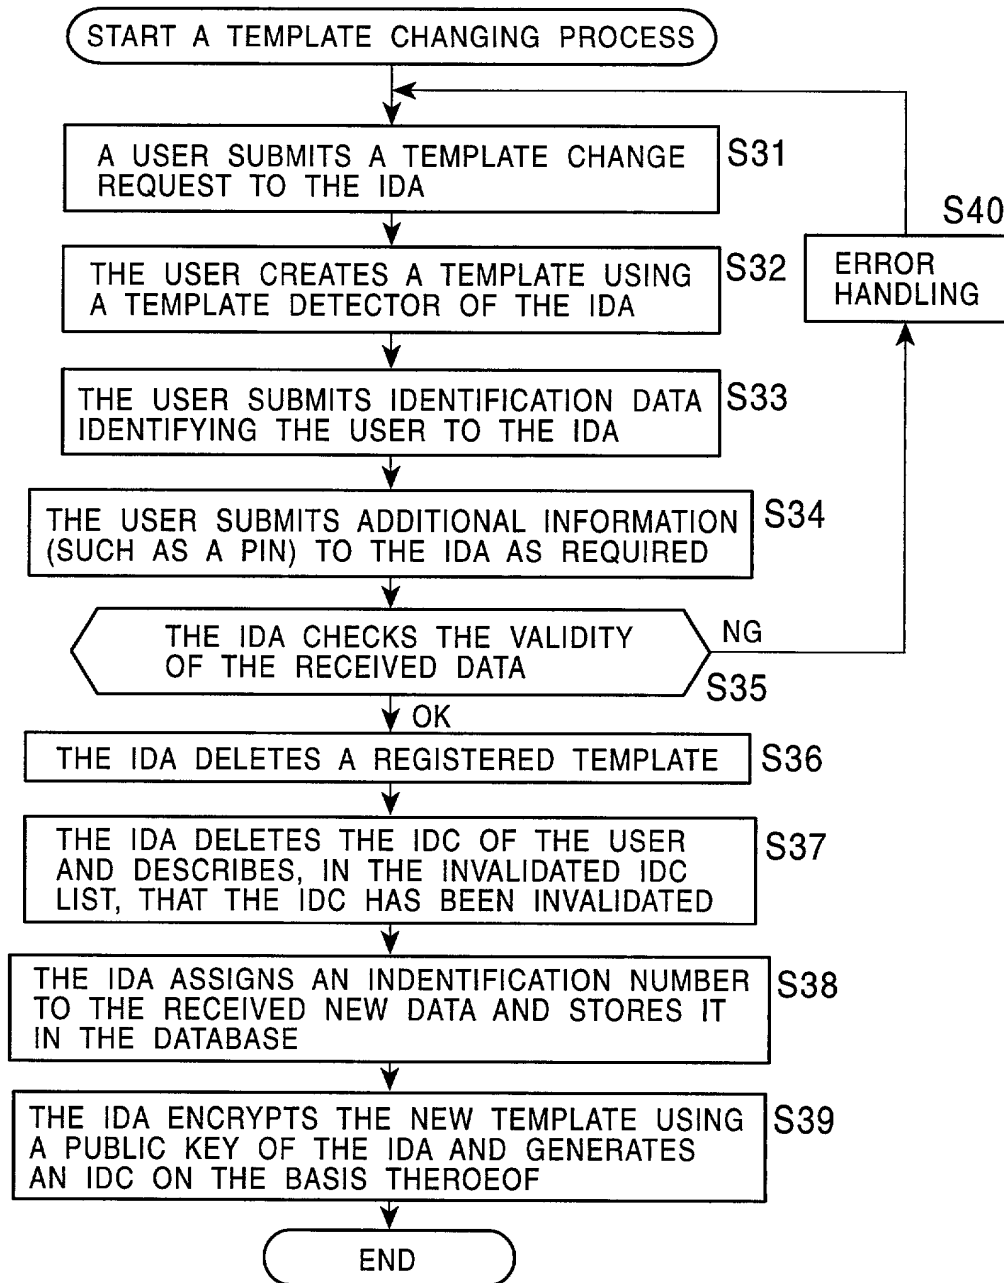 START A TEMPLATE CHANGING PROCESS
A USER SUBMITS A TEMPLATE CHANGE
REQUEST TO THE IDA
S31
THE USER CREATES A TEMPLATE USING
A TEMPLATE DETECTOR OF THE IDA
S32
S40
ERROR
HANDLING
THE USER SUBMITS IDENTIFICATION DATA
IDENTIFYING THE USER TO THE IDA
S33
THE USER SUBMITS ADDITIONAL INFORMATION
(SUCH AS A PIN) TO THE IDA AS REQUIRED
S34
THE IDA CHECKS THE VALIDITY
OF THE RECEIVED DATA
NG
S35
OK
THE IDA DELETES A REGISTERED TEMPLATE
S36
THE IDA DELETES THE IDC OF THE USER
AND DESCRIBES, IN THE INVALIDATED IDC
LIST, THAT THE IDC HAS BEEN INVALIDATED
S37
THE IDA ASSIGNS AN INDENTIFICATION NUMBER
TO THE RECEIVED NEW DATA AND STORES IT
IN THE DATABASE
S38
THE IDA ENCRYPTS THE NEW TEMPLATE USING
A PUBLIC KEY OF THE IDA AND GENERATES
AN IDC ON THE BASIS THEROEOF
S39
END